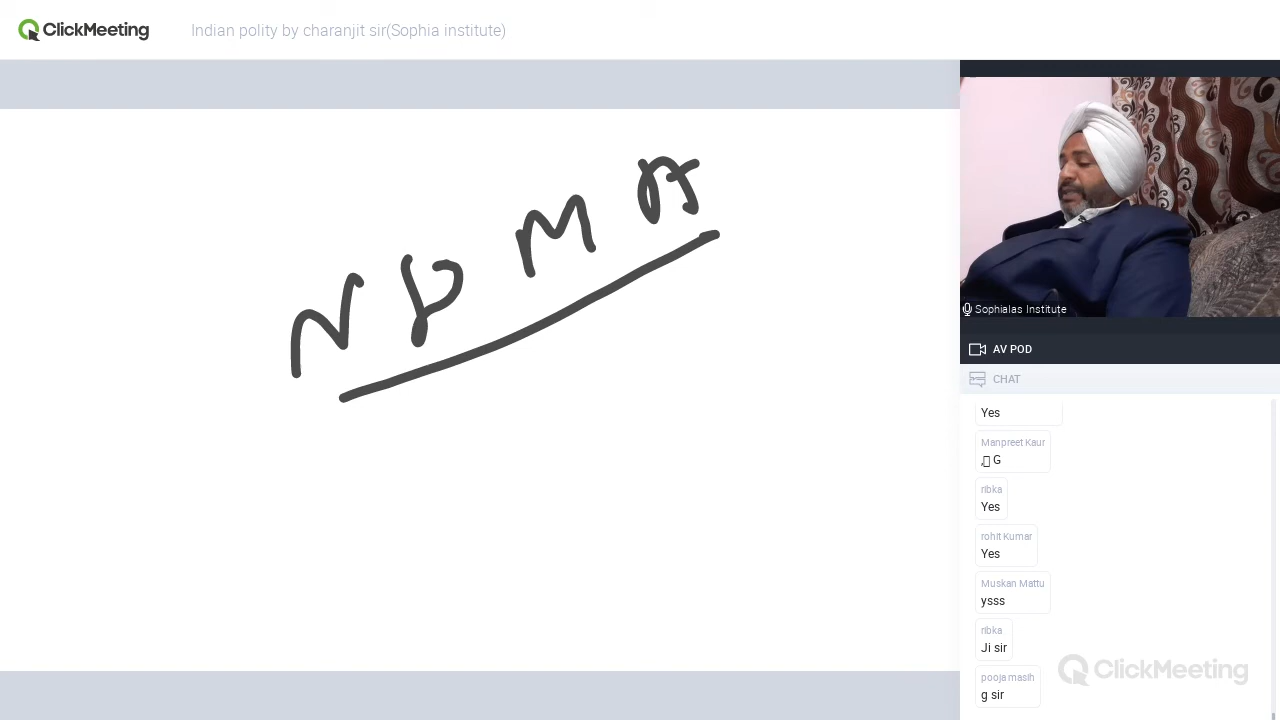 ClickMeeting
Indian polity by charanjit sir(Sophia institute)
N D M A
SophiaIas Institute
AV POD
CHAT
Yes
Manpreet Kaur
G
ribka
Yes
rohit Kumar
Yes
Muskan Mattu
ysss
ribka
Ji sir
pooja masih
g sir
ClickMeeting